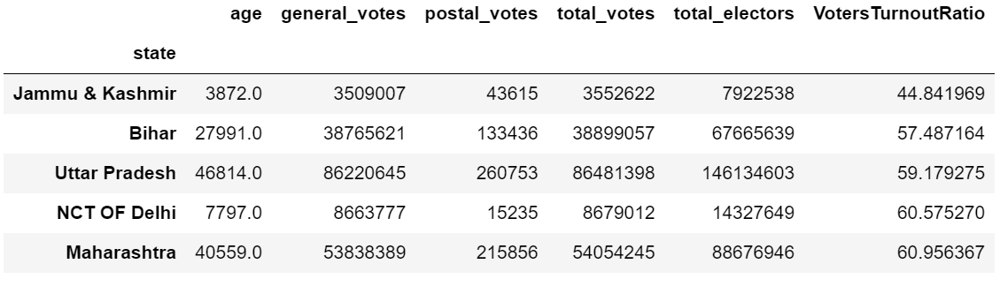 age general_votes postal_votes total_votes total_electors VotersTurnoutRatio
state
Jammu & Kashmir 3872.0 3509007 43615 3552622 7922538 44.841969
Bihar 27991.0 38765621 133436 38899057 67665639 57.487164
Uttar Pradesh 46814.0 86220645 260753 86481398 146134603 59.179275
NCT OF Delhi 7797.0 8663777 15235 8679012 14327649 60.575270
Maharashtra 40559.0 53838389 215856 54054245 88676946 60.956367